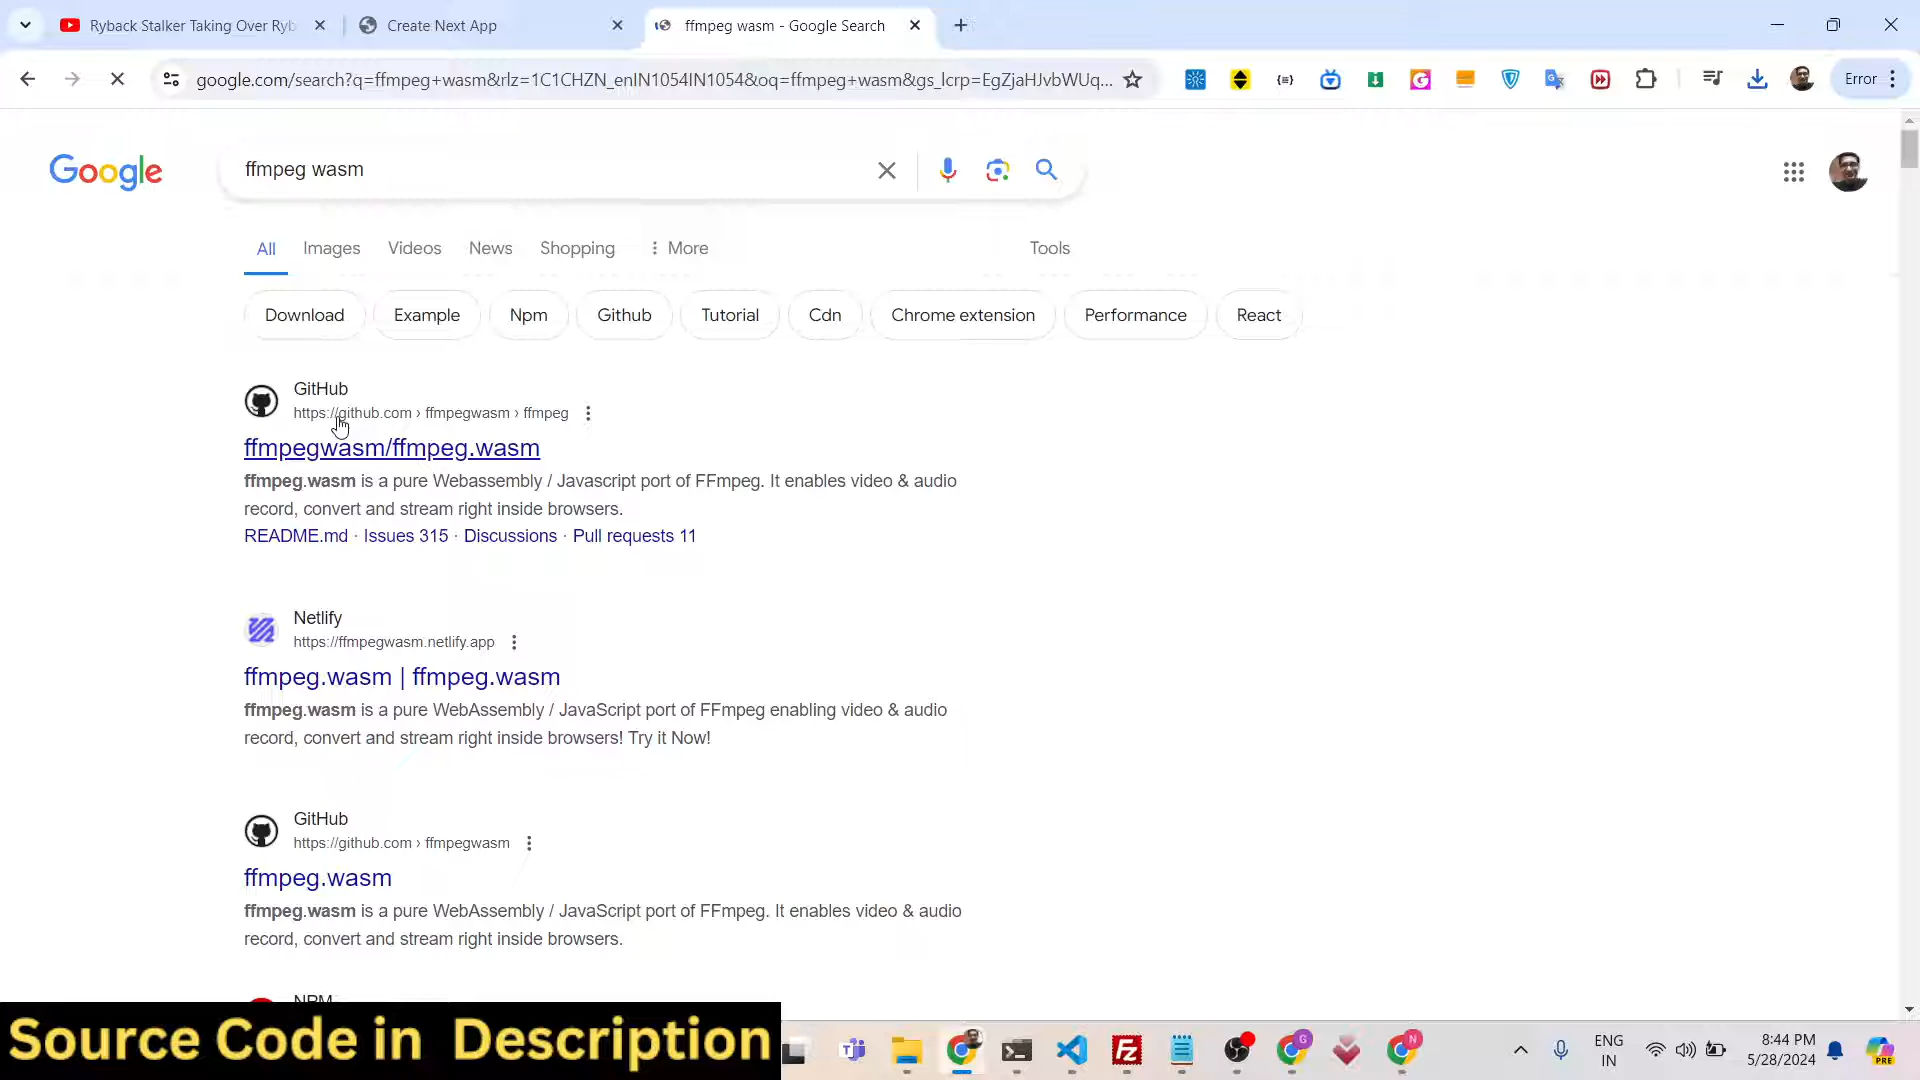 Ryback Stalker Taking Over Ryb
Create Next App
ffmpeg wasm - Google Search
google.com/search?q=ffmpeg+wasm&rlz=1C1CHZN_enIN1054IN1054&oq=ffmpeg+wasm&gs_lcrp=EgZjaHJvbWUq...
Error
Google
ffmpeg wasm
All
Images
Videos
News
Shopping
More
Tools
Download
Example
Npm
Github
Tutorial
Cdn
Chrome extension
Performance
React
GitHub
https://github.com › ffmpegwasm › ffmpeg
ffmpegwasm/ffmpeg.wasm
ffmpeg.wasm is a pure Webassembly / Javascript port of FFmpeg. It enables video & audio
record, convert and stream right inside browsers.
README.md · Issues 315 · Discussions · Pull requests 11
Netlify
https://ffmpegwasm.netlify.app
ffmpeg.wasm | ffmpeg.wasm
ffmpeg.wasm is a pure WebAssembly / JavaScript port of FFmpeg enabling video & audio
record, convert and stream right inside browsers! Try it Now!
GitHub
https://github.com › ffmpegwasm
ffmpeg.wasm
ffmpeg.wasm is a pure WebAssembly / JavaScript port of FFmpeg. It enables video & audio
record, convert and stream right inside browsers.
NPM
Source Code in Description
ENG
IN
8:44 PM
5/28/2024
PRE